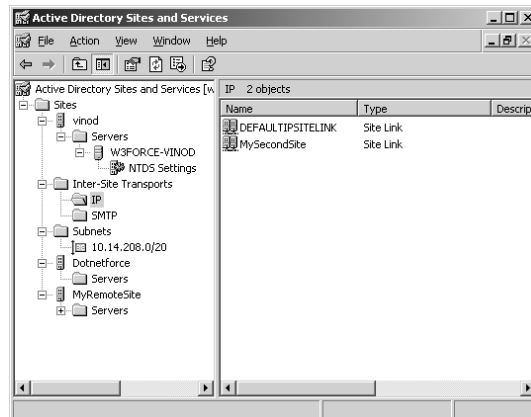 Active Directory Sites and Services
File Action View Window Help
Active Directory Sites and Services [w
Sites
vinod
Servers
W3FORCE-VINOD
NTDS Settings
Inter-Site Transports
IP
SMTP
Subnets
10.14.208.0/20
Dotnetforce
Servers
MyRemoteSite
Servers
IP 2 objects
Name Type Descrip
DEFAULTIPSITELINK Site Link
MySecondSite Site Link